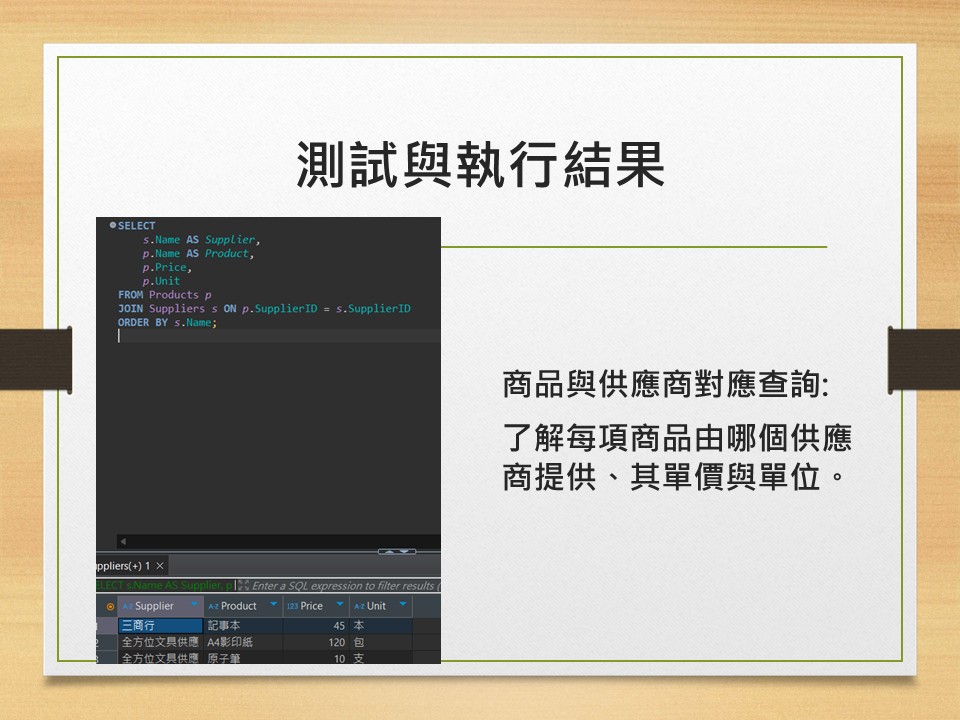 測試與執行結果
SELECT
s.Name AS Supplier,
p.Name AS Product,
p.Price,
p.Unit
FROM Products p
JOIN Suppliers s ON p.SupplierID = s.SupplierID
ORDER BY s.Name;
商品與供應商對應查詢:
了解每項商品由哪個供應
商提供、其單價與單位。
ppliers(+) 1
ELECT s.Name AS Supplier, p Enter a SQL expression to filter results (
A-Z Supplier A-Z Product 123 Price A-Z Unit
三商行 記事本 45 本
2 全方位文具供應 A4影印紙 120 包
3 全方位文具供應 原子筆 10 支